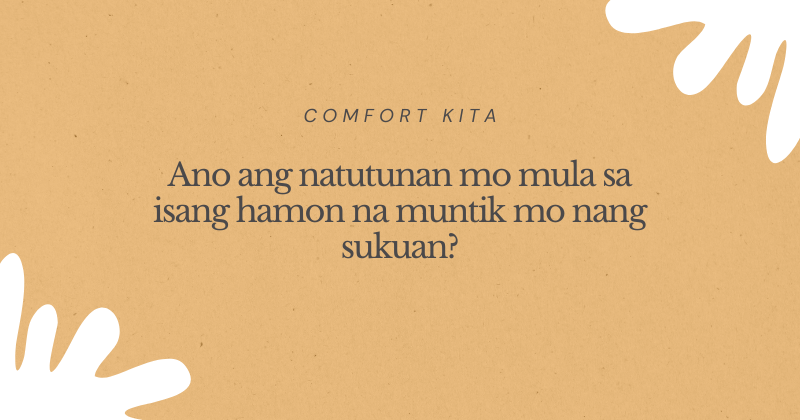 COMFORT KITA
Ano ang natutunan mo mula sa
isang hamon na muntik mo nang
sukuan?